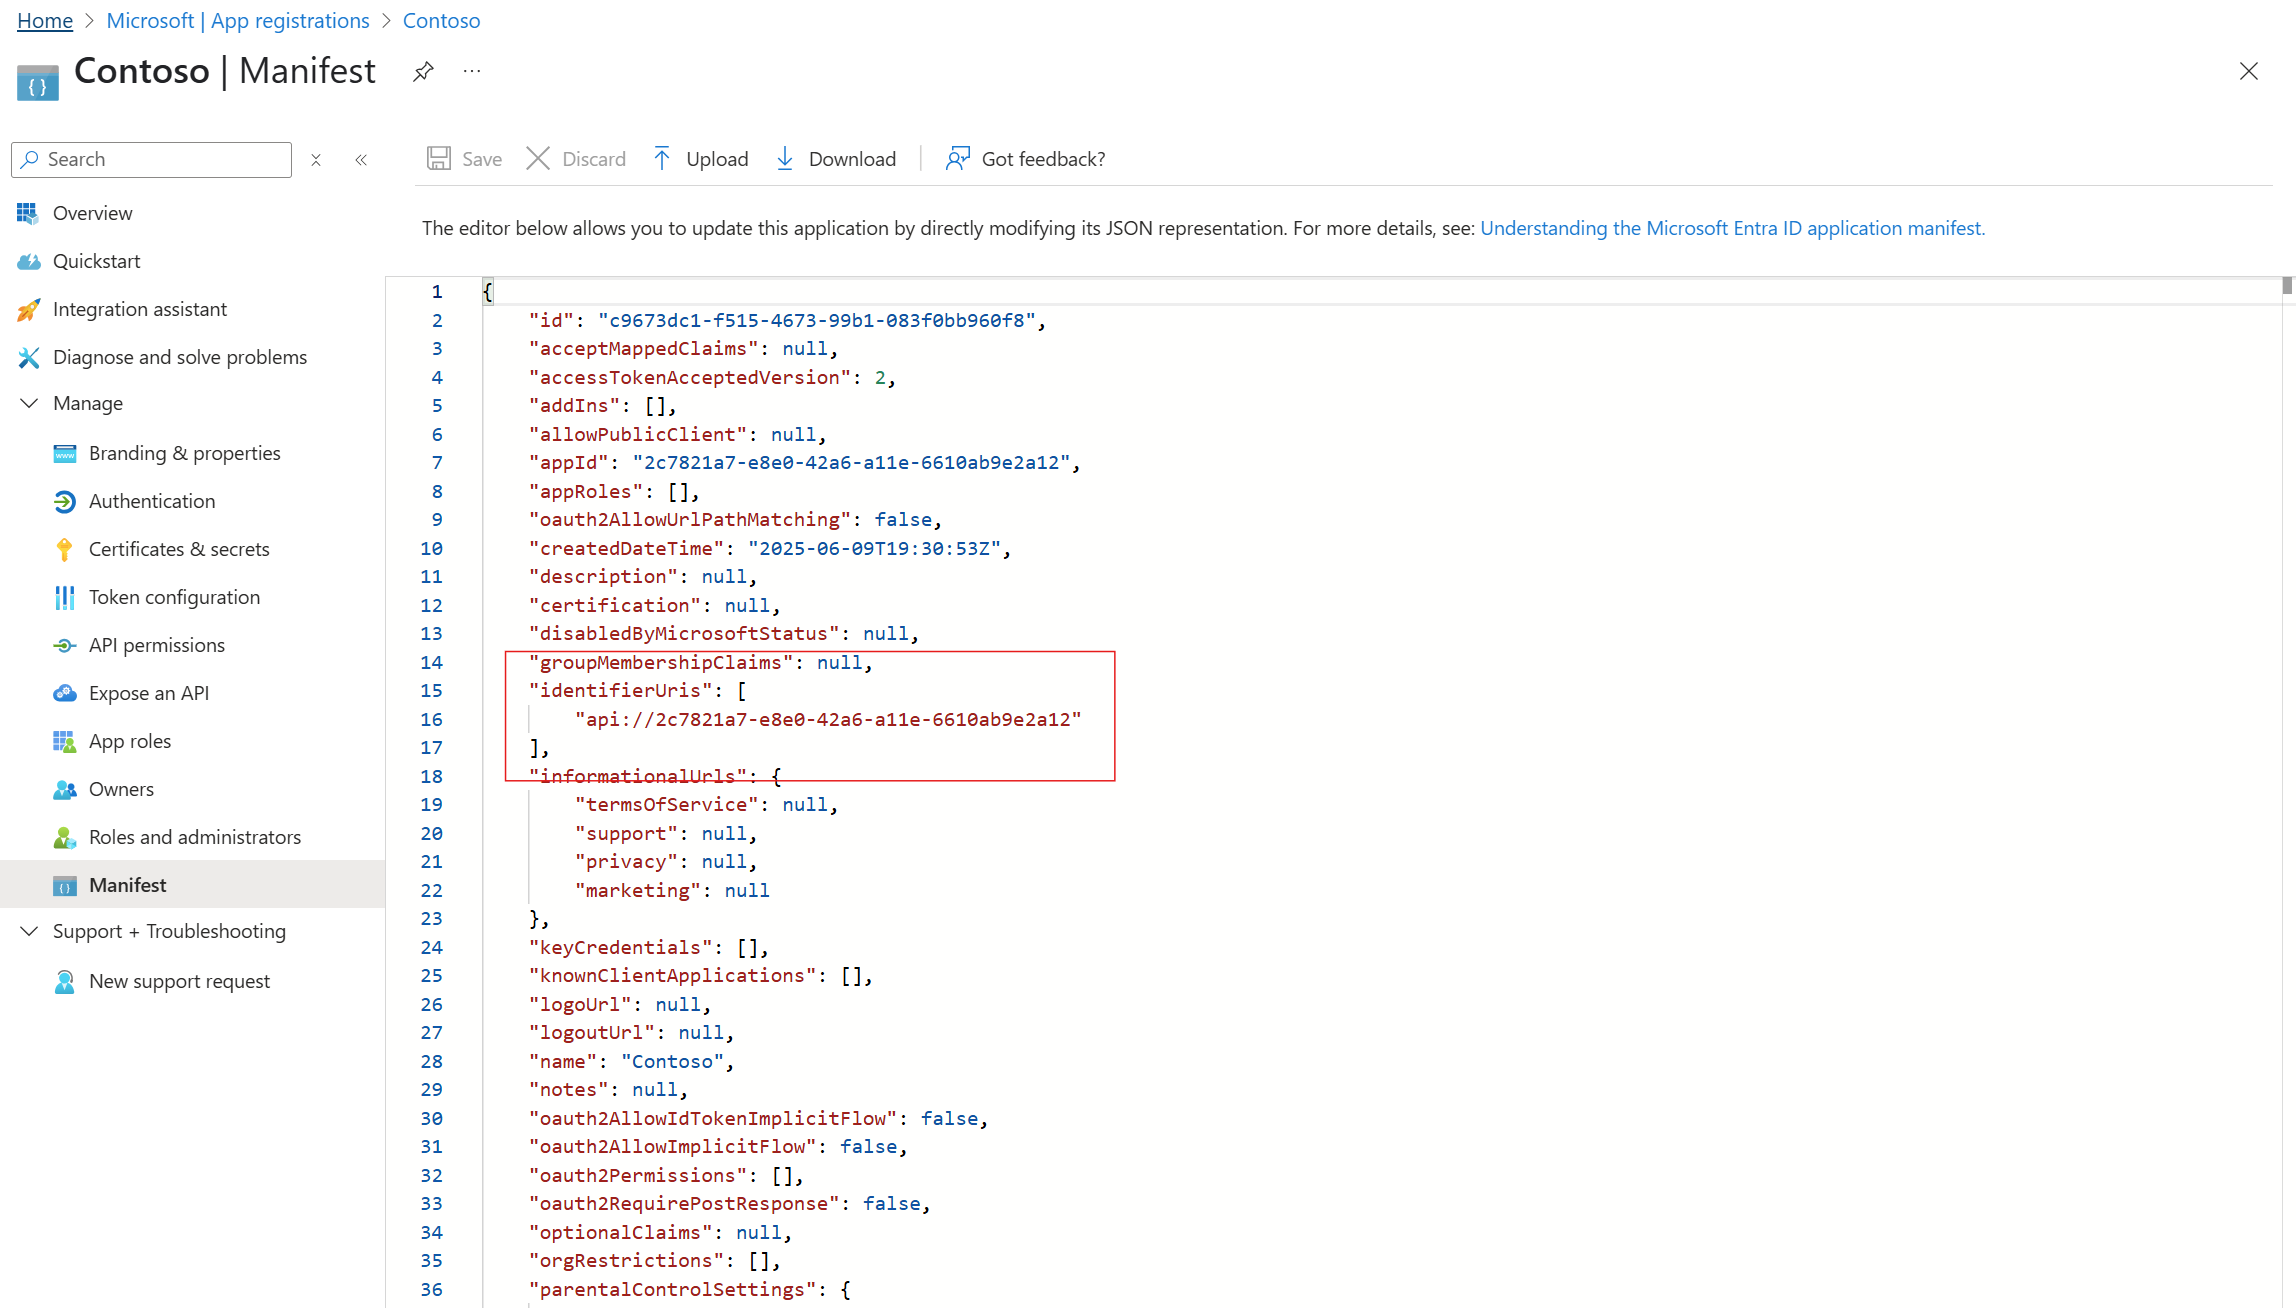 Home > Microsoft | App registrations > Contoso
Contoso | Manifest
Search
Save
Discard
Upload
Download
Got feedback?
Overview
Quickstart
Integration assistant
Diagnose and solve problems
Manage
Branding & properties
Authentication
Certificates & secrets
Token configuration
API permissions
Expose an API
App roles
Owners
Roles and administrators
Manifest
Support + Troubleshooting
New support request
The editor below allows you to update this application by directly modifying its JSON representation. For more details, see: Understanding the Microsoft Entra ID application manifest.
1 {
2 "id": "c9673dc1-f515-4673-99b1-083f0bb960f8",
3 "acceptMappedClaims": null,
4 "accessTokenAcceptedVersion": 2,
5 "addIns": [],
6 "allowPublicClient": null,
7 "appId": "2c7821a7-e8e0-42a6-a11e-6610ab9e2a12",
8 "appRoles": [],
9 "oauth2AllowUrlPathMatching": false,
10 "createdDateTime": "2025-06-09T19:30:53Z",
11 "description": null,
12 "certification": null,
13 "disabledByMicrosoftStatus": null,
14 "groupMembershipClaims": null,
15 "identifierUris": [
16 "api://2c7821a7-e8e0-42a6-a11e-6610ab9e2a12"
17 ],
18 "informationalUrls": {
19 "termsOfService": null,
20 "support": null,
21 "privacy": null,
22 "marketing": null
23 },
24 "keyCredentials": [],
25 "knownClientApplications": [],
26 "logoUrl": null,
27 "logoutUrl": null,
28 "name": "Contoso",
29 "notes": null,
30 "oauth2AllowIdTokenImplicitFlow": false,
31 "oauth2AllowImplicitFlow": false,
32 "oauth2Permissions": [],
33 "oauth2RequirePostResponse": false,
34 "optionalClaims": null,
35 "orgRestrictions": [],
36 "parentalControlSettings": {